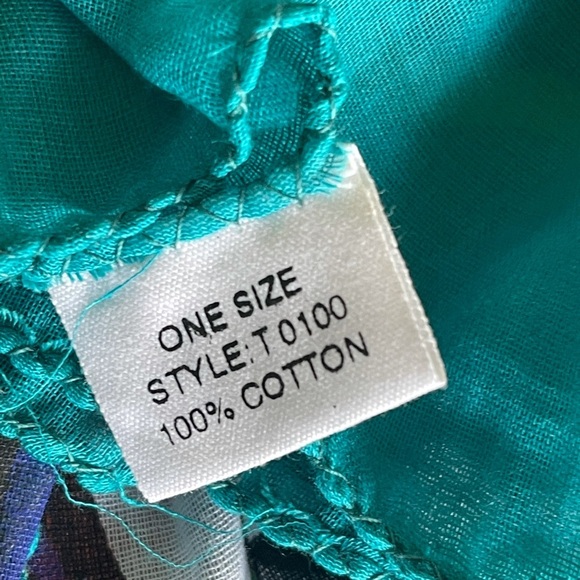 ONE SIZE
STYLE: T 0100
100% COTTON